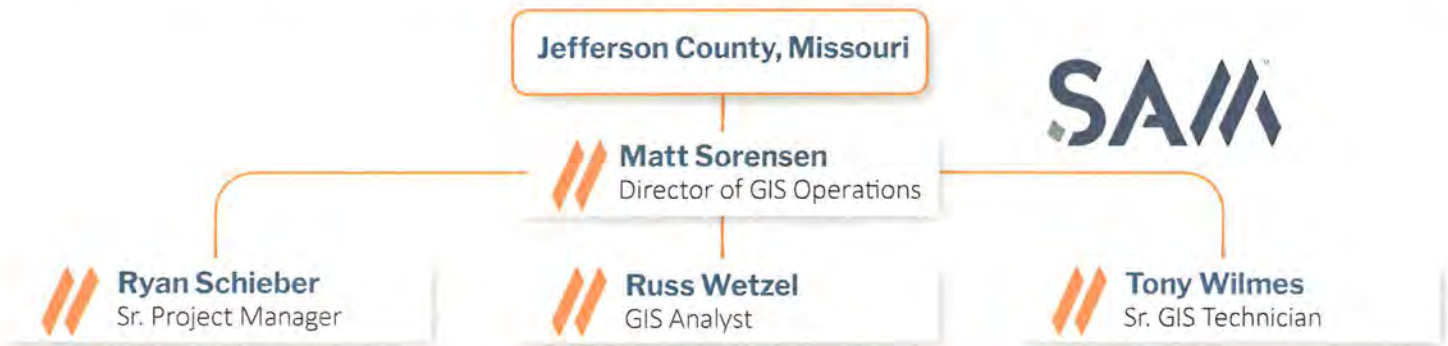 Jefferson County, Missouri
SAM
Matt Sorensen
Director of GIS Operations
Ryan Schieber
Sr. Project Manager
Russ Wetzel
GIS Analyst
Tony Wilmes
Sr. GIS Technician